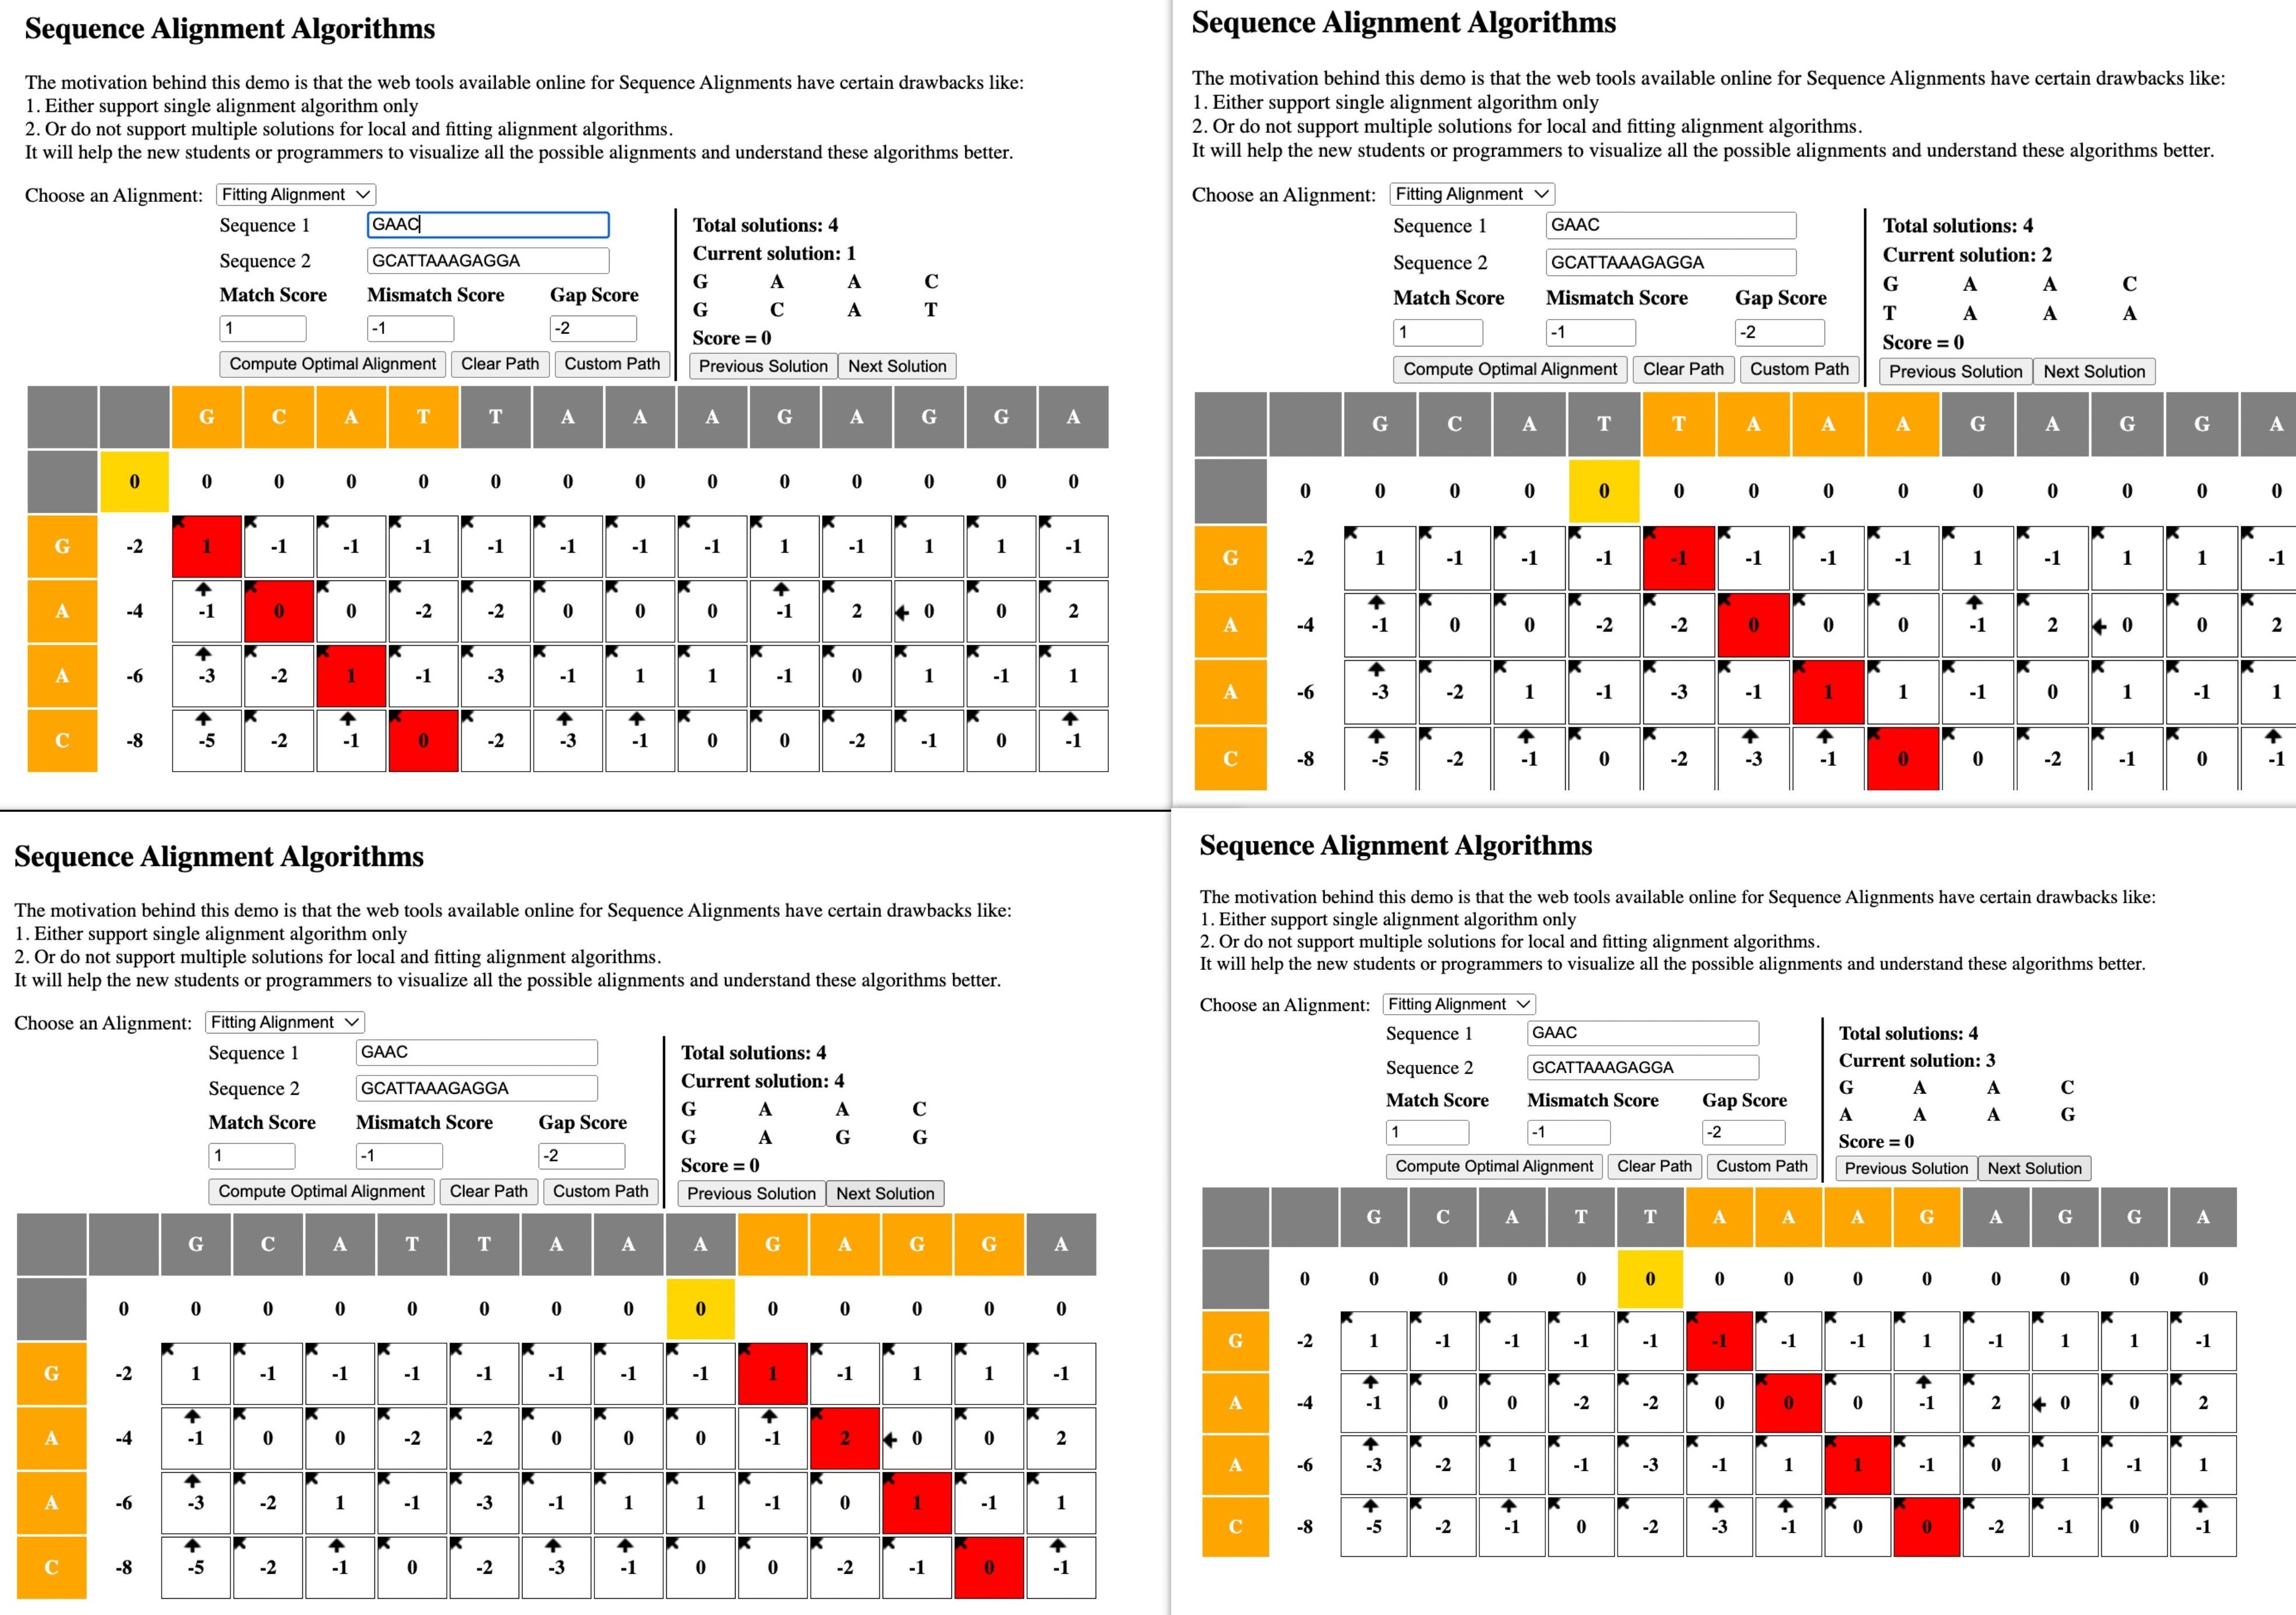 Sequence Alignment Algorithms
The motivation behind this demo is that the web tools available online for Sequence Alignments have certain drawbacks like:
1. Either support single alignment algorithm only
2. Or do not support multiple solutions for local and fitting alignment algorithms.
It will help the new students or programmers to visualize all the possible alignments and understand these algorithms better.
Choose an Alignment: Fitting Alignment
Sequence 1 GAAC
Sequence 2 GCATTAAAGAGGA
Match Score Mismatch Score Gap Score
1 -1 -2
Compute Optimal Alignment Clear Path Custom Path
Total solutions: 4
Current solution: 1
G A A C
G C A T
Score = 0
Previous Solution Next Solution
G C A T T A A A G A G G A
0 0 0 0 0 0 0 0 0 0 0 0 0 0
G -2 1 -1 -1 -1 -1 -1 -1 -1 1 -1 1 1 -1
A -4 -1 0 0 -2 -2 0 0 0 -1 2 0 0 2
A -6 -3 -2 1 -1 -3 -1 1 1 -1 0 1 -1 1
C -8 -5 -2 -1 0 -2 -3 -1 0 0 -2 -1 0 -1
Sequence Alignment Algorithms
The motivation behind this demo is that the web tools available online for Sequence Alignments have certain drawbacks like:
1. Either support single alignment algorithm only
2. Or do not support multiple solutions for local and fitting alignment algorithms.
It will help the new students or programmers to visualize all the possible alignments and understand these algorithms better.
Choose an Alignment: Fitting Alignment
Sequence 1 GAAC
Sequence 2 GCATTAAAGAGGA
Match Score Mismatch Score Gap Score
1 -1 -2
Compute Optimal Alignment Clear Path Custom Path
Total solutions: 4
Current solution: 2
G A A C
T A A A
Score = 0
Previous Solution Next Solution
G C A T T A A A G A G G A
0 0 0 0 0 0 0 0 0 0 0 0 0 0
G -2 1 -1 -1 -1 -1 -1 -1 -1 1 -1 1 1 -1
A -4 -1 0 0 -2 -2 0 0 0 -1 2 0 0 2
A -6 -3 -2 1 -1 -3 -1 1 1 -1 0 1 -1 1
C -8 -5 -2 -1 0 -2 -3 -1 0 0 -2 -1 0 -1
Sequence Alignment Algorithms
The motivation behind this demo is that the web tools available online for Sequence Alignments have certain drawbacks like:
1. Either support single alignment algorithm only
2. Or do not support multiple solutions for local and fitting alignment algorithms.
It will help the new students or programmers to visualize all the possible alignments and understand these algorithms better.
Choose an Alignment: Fitting Alignment
Sequence 1 GAAC
Sequence 2 GCATTAAAGAGGA
Match Score Mismatch Score Gap Score
1 -1 -2
Compute Optimal Alignment Clear Path Custom Path
Total solutions: 4
Current solution: 4
G A A C
G A G G
Score = 0
Previous Solution Next Solution
G C A T T A A A G A G G A
0 0 0 0 0 0 0 0 0 0 0 0 0 0
G -2 1 -1 -1 -1 -1 -1 -1 -1 1 -1 1 1 -1
A -4 -1 0 0 -2 -2 0 0 0 -1 2 0 0 2
A -6 -3 -2 1 -1 -3 -1 1 1 -1 0 1 -1 1
C -8 -5 -2 -1 0 -2 -3 -1 0 0 -2 -1 0 -1
Sequence Alignment Algorithms
The motivation behind this demo is that the web tools available online for Sequence Alignments have certain drawbacks like:
1. Either support single alignment algorithm only
2. Or do not support multiple solutions for local and fitting alignment algorithms.
It will help the new students or programmers to visualize all the possible alignments and understand these algorithms better.
Choose an Alignment: Fitting Alignment
Sequence 1 GAAC
Sequence 2 GCATTAAAGAGGA
Match Score Mismatch Score Gap Score
1 -1 -2
Compute Optimal Alignment Clear Path Custom Path
Total solutions: 4
Current solution: 3
G A A C
A A A G
Score = 0
Previous Solution Next Solution
G C A T T A A A G A G G A
0 0 0 0 0 0 0 0 0 0 0 0 0 0
G -2 1 -1 -1 -1 -1 -1 -1 -1 1 -1 1 1 -1
A -4 -1 0 0 -2 -2 0 0 0 -1 2 0 0 2
A -6 -3 -2 1 -1 -3 -1 1 1 -1 0 1 -1 1
C -8 -5 -2 -1 0 -2 -3 -1 0 0 -2 -1 0 -1